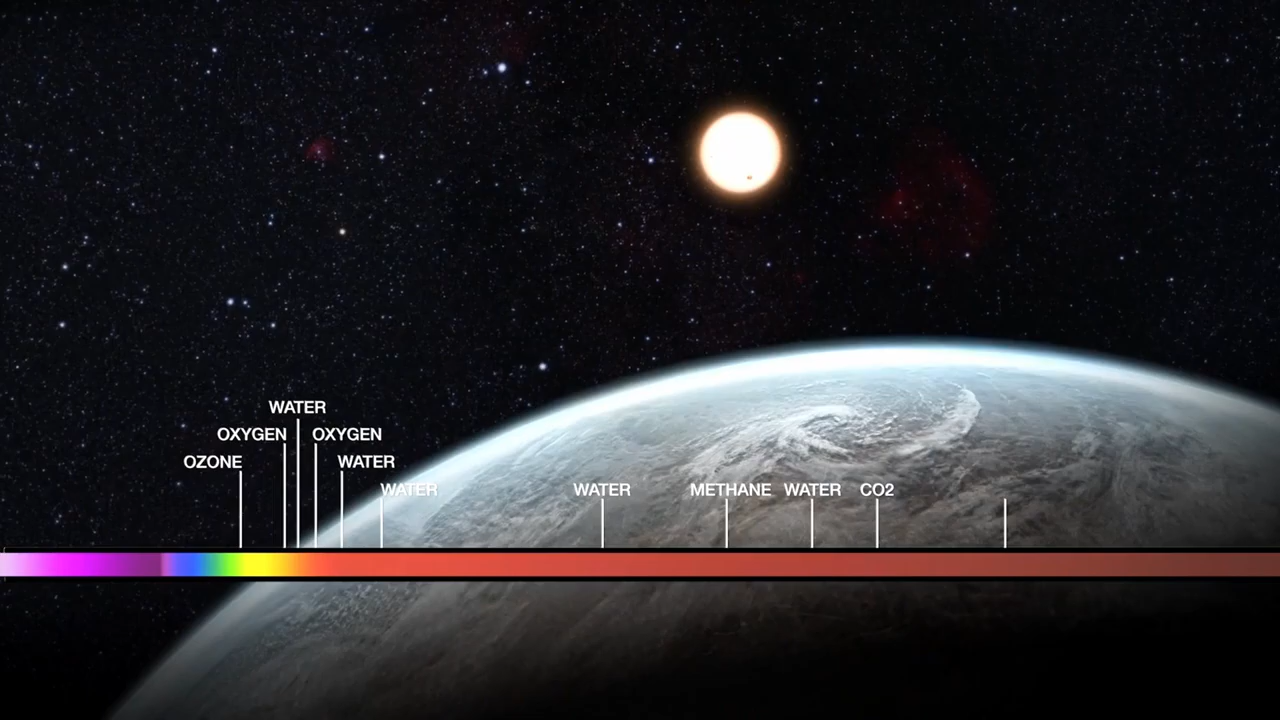 WATER
OXYGEN OXYGEN
OZONE WATER
WATER WATER METHANE WATER CO2